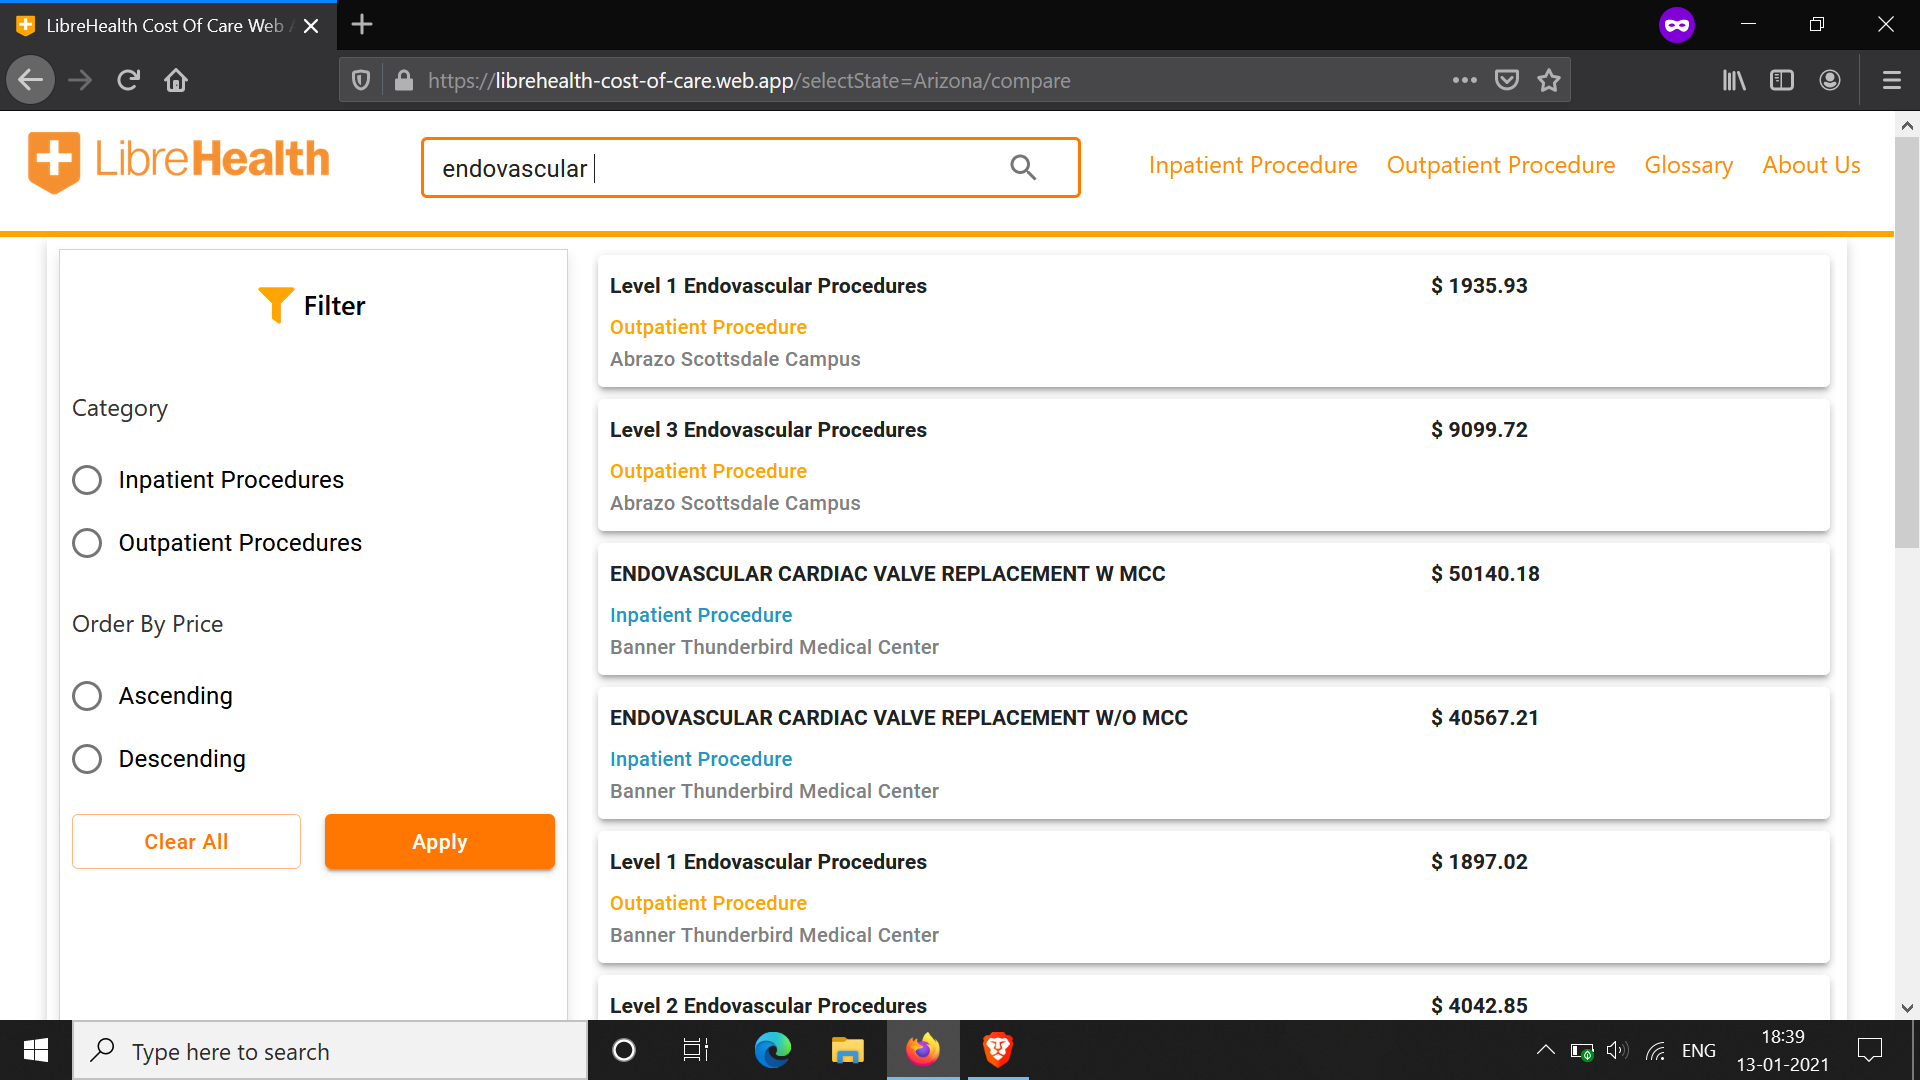 LibreHealth Cost Of Care Web
https://librehealth-cost-of-care.web.app/selectState=Arizona/compare
LibreHealth
endovascular
Inpatient Procedure
Outpatient Procedure
Glossary
About Us
Filter
Category
Inpatient Procedures
Outpatient Procedures
Order By Price
Ascending
Descending
Clear All
Apply
Level 1 Endovascular Procedures
$ 1935.93
Outpatient Procedure
Abrazo Scottsdale Campus
Level 3 Endovascular Procedures
$ 9099.72
Outpatient Procedure
Abrazo Scottsdale Campus
ENDOVASCULAR CARDIAC VALVE REPLACEMENT W MCC
$ 50140.18
Inpatient Procedure
Banner Thunderbird Medical Center
ENDOVASCULAR CARDIAC VALVE REPLACEMENT W/O MCC
$ 40567.21
Inpatient Procedure
Banner Thunderbird Medical Center
Level 1 Endovascular Procedures
$ 1897.02
Outpatient Procedure
Banner Thunderbird Medical Center
Level 2 Endovascular Procedures
$ 4042.85
Type here to search
ENG
18:39
13-01-2021